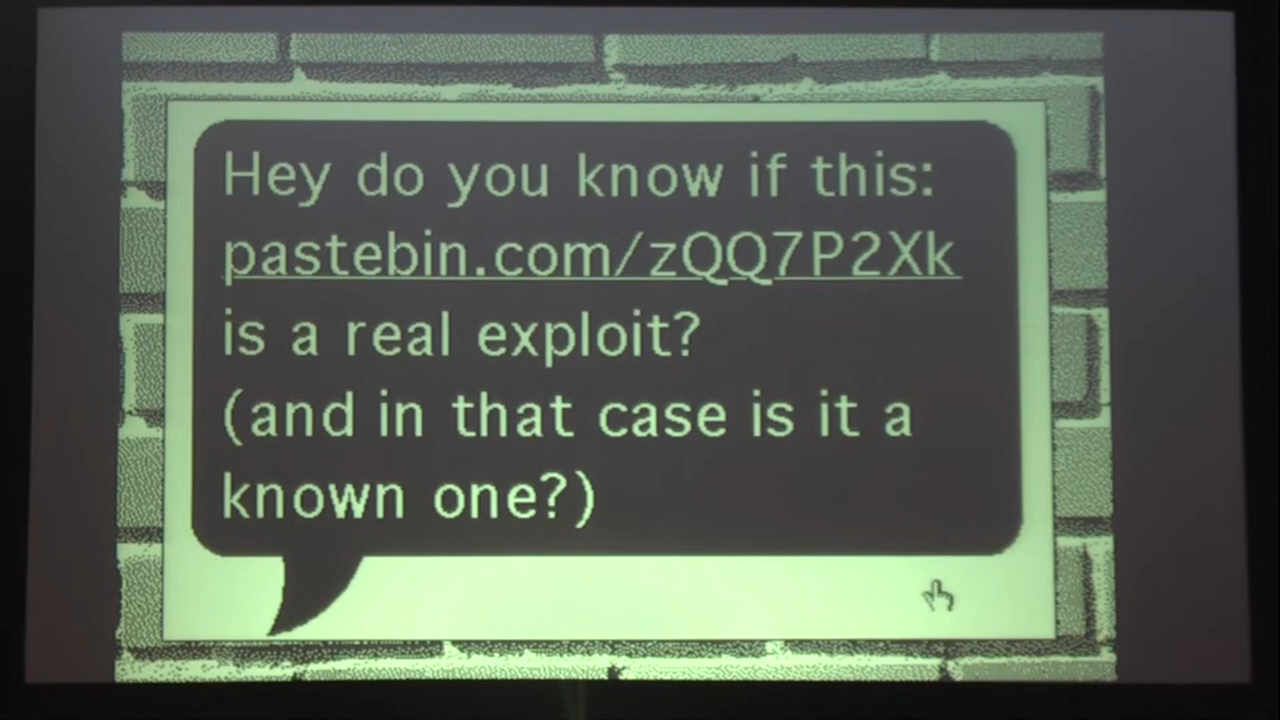 Hey do you know if this:
pastebin.com/zQQ7P2Xk
is a real exploit?
(and in that case is it a
known one?)